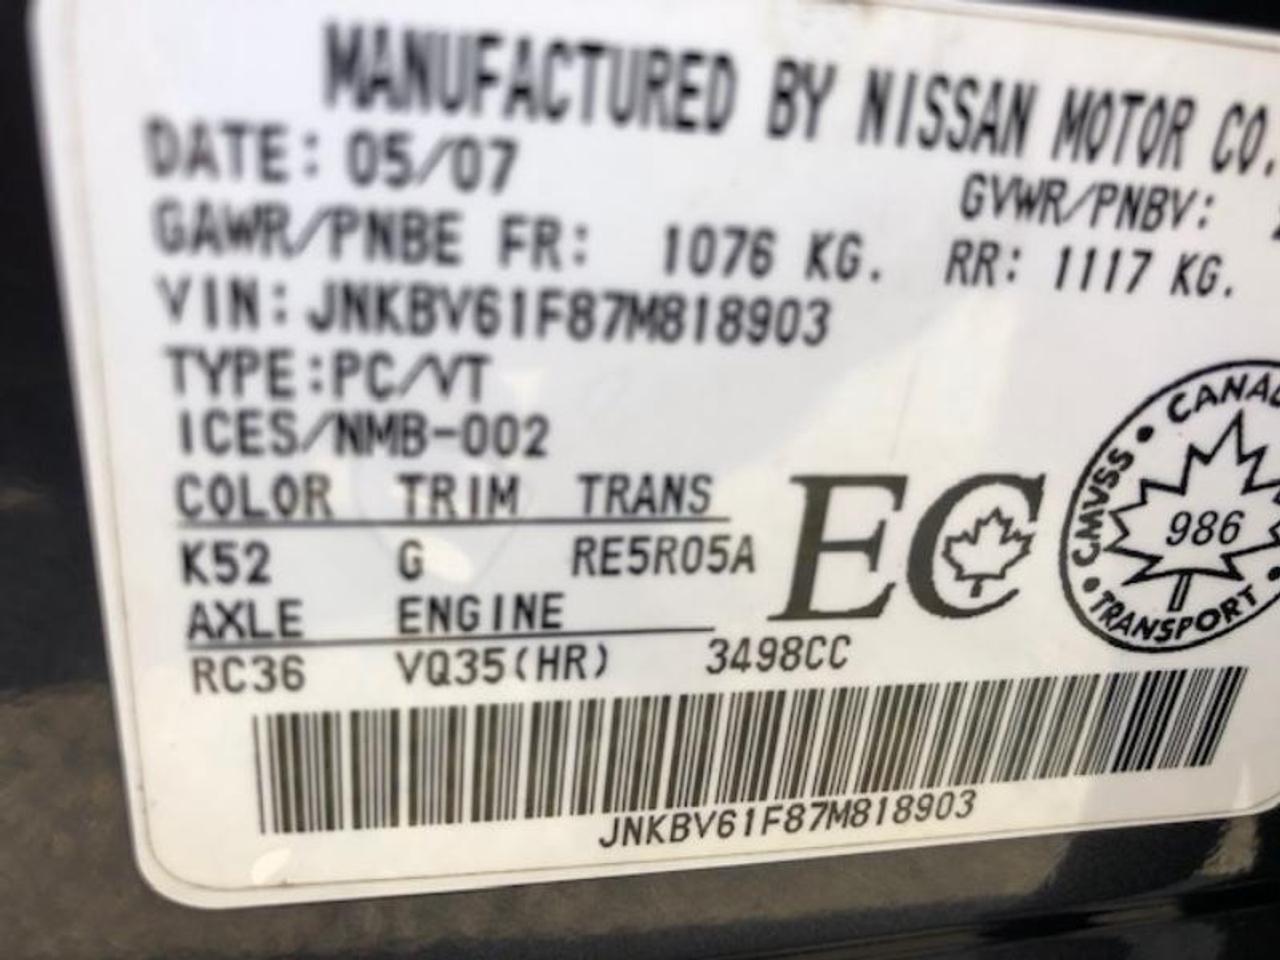 MANUFACTURED BY NISSAN MOTOR CO.
DATE: 05/07
GVWR/PNBV:
GAWR/PNBE FR: 1076 KG. RR: 1117 KG.
VIN: JNKBV61F87M818903
TYPE:PC/VT
ICES/NMB-002
COLOR TRIM TRANS
K52 G RE5R05A
AXLE ENGINE
RC36 VQ35(HR) 3498CC
EC
CANA
CMVSS
986
TRANSPORT
JNKBV61F87M818903